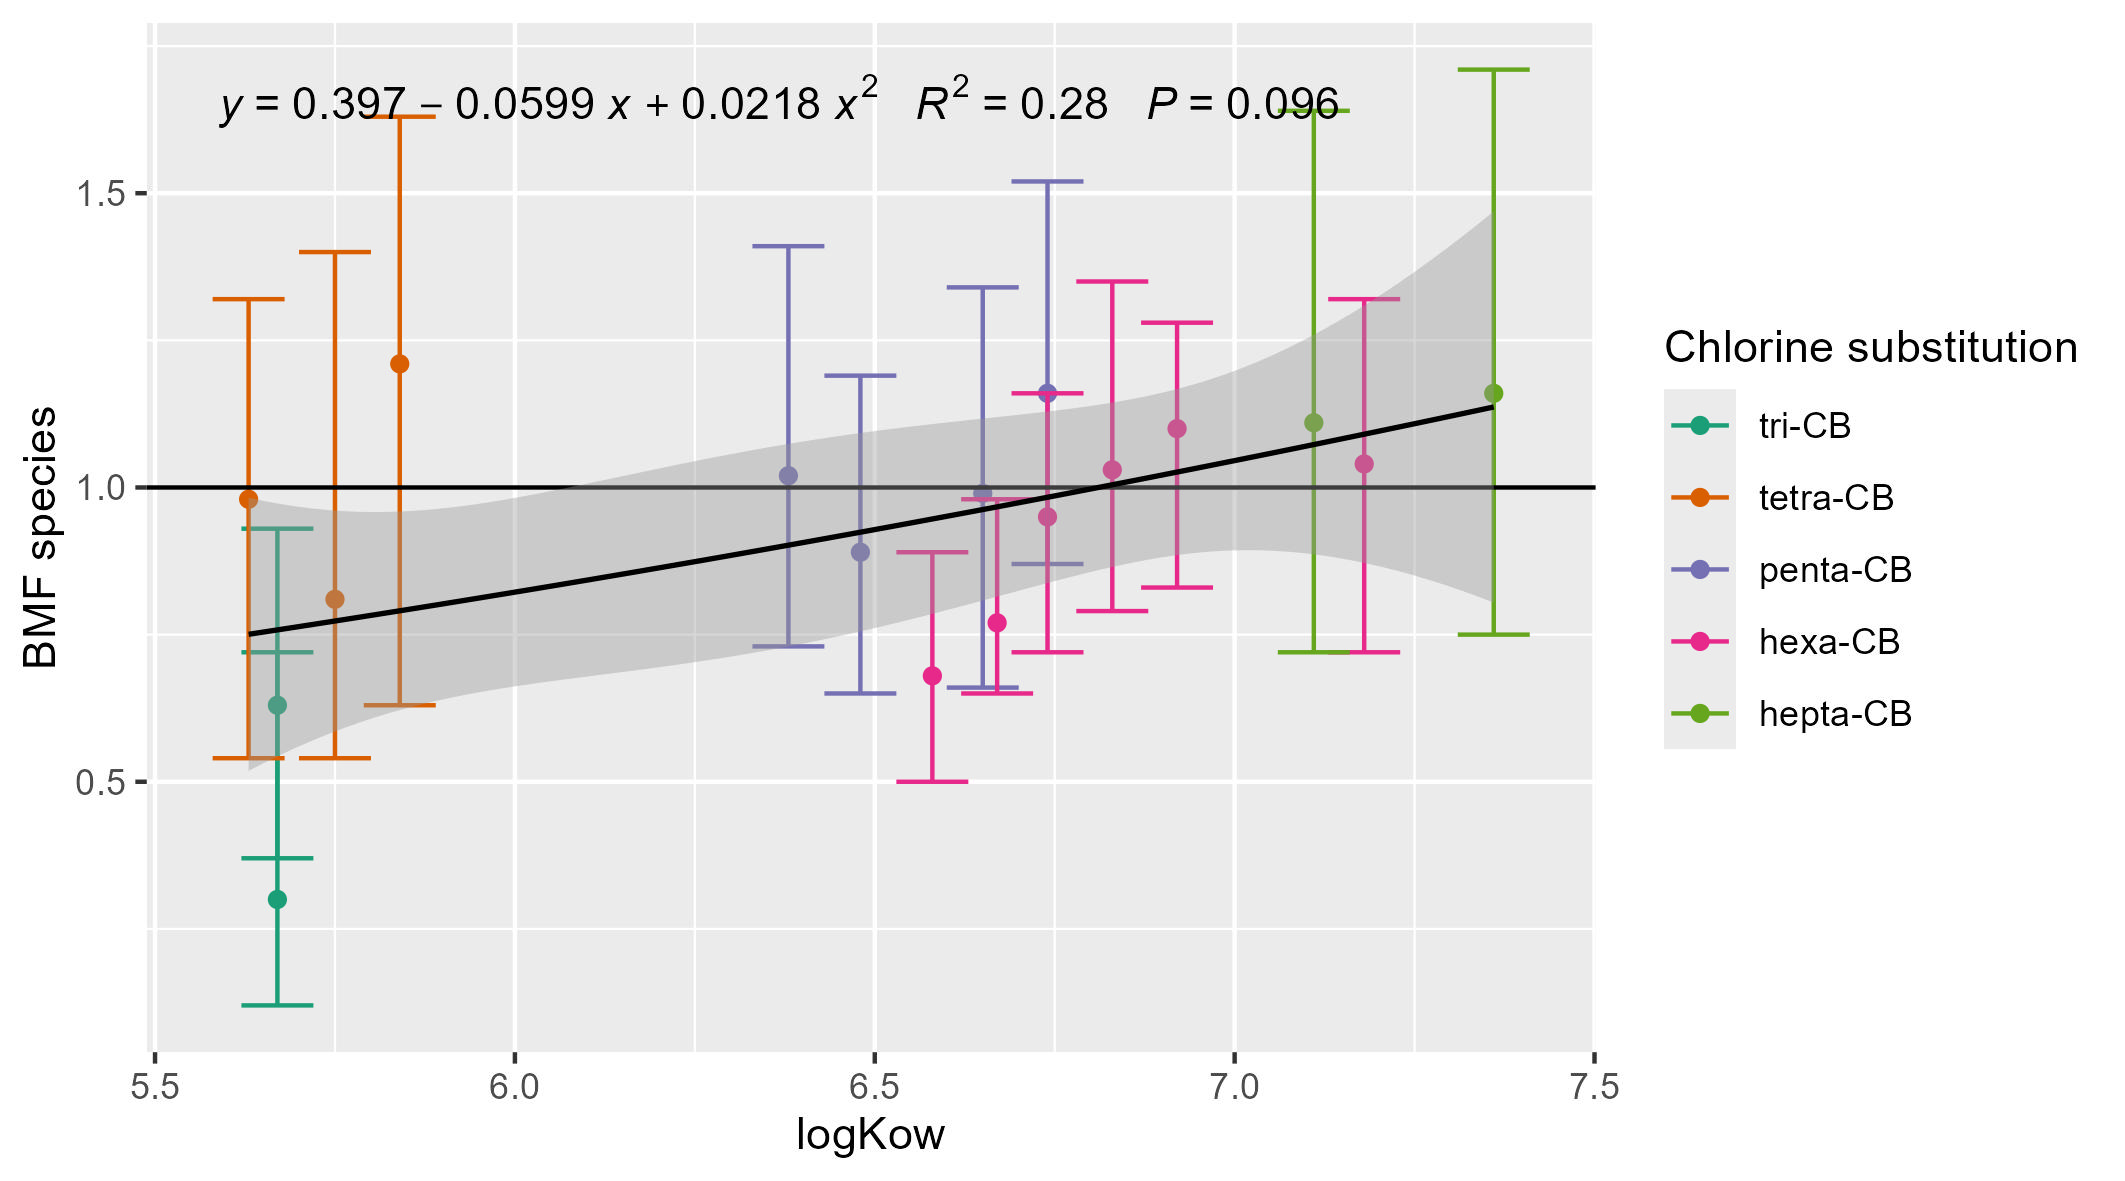 y = 0.397 − 0.0599 x + 0.0218 x² R² = 0.28 P = 0.096
1.5
1.0
0.5
BMF species
5.5 6.0 6.5 7.0 7.5
logKow
Chlorine substitution
tri-CB
tetra-CB
penta-CB
hexa-CB
hepta-CB